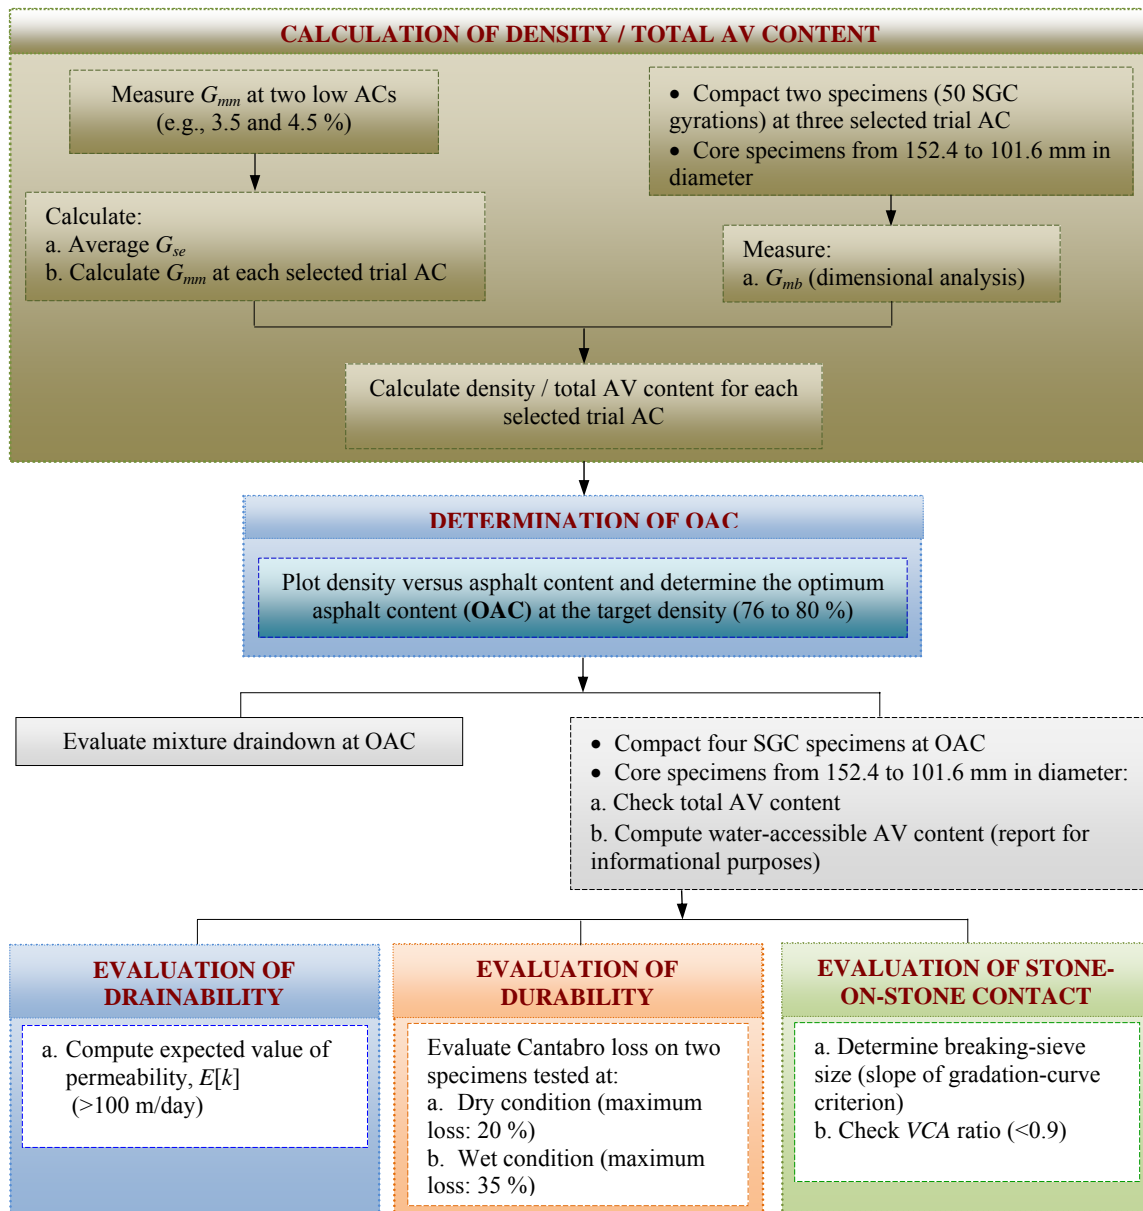 CALCULATION OF DENSITY / TOTAL AV CONTENT
Measure Gmm at two low ACs
(e.g., 3.5 and 4.5 %)
• Compact two specimens (50 SGC
gyrations) at three selected trial AC
• Core specimens from 152.4 to 101.6 mm in
diameter
Calculate:
a. Average Gse
b. Calculate Gmm at each selected trial AC
Measure:
a. Gmb (dimensional analysis)
Calculate density / total AV content for each
selected trial AC
DETERMINATION OF OAC
Plot density versus asphalt content and determine the optimum
asphalt content (OAC) at the target density (76 to 80 %)
Evaluate mixture draindown at OAC
• Compact four SGC specimens at OAC
• Core specimens from 152.4 to 101.6 mm in diameter:
a. Check total AV content
b. Compute water-accessible AV content (report for
informational purposes)
EVALUATION OF
DRAINABILITY
a. Compute expected value of
permeability, E[k]
(>100 m/day)
EVALUATION OF
DURABILITY
Evaluate Cantabro loss on two
specimens tested at:
a. Dry condition (maximum
loss: 20 %)
b. Wet condition (maximum
loss: 35 %)
EVALUATION OF STONE-
ON-STONE CONTACT
a. Determine breaking-sieve
size (slope of gradation-curve
criterion)
b. Check VCA ratio (<0.9)